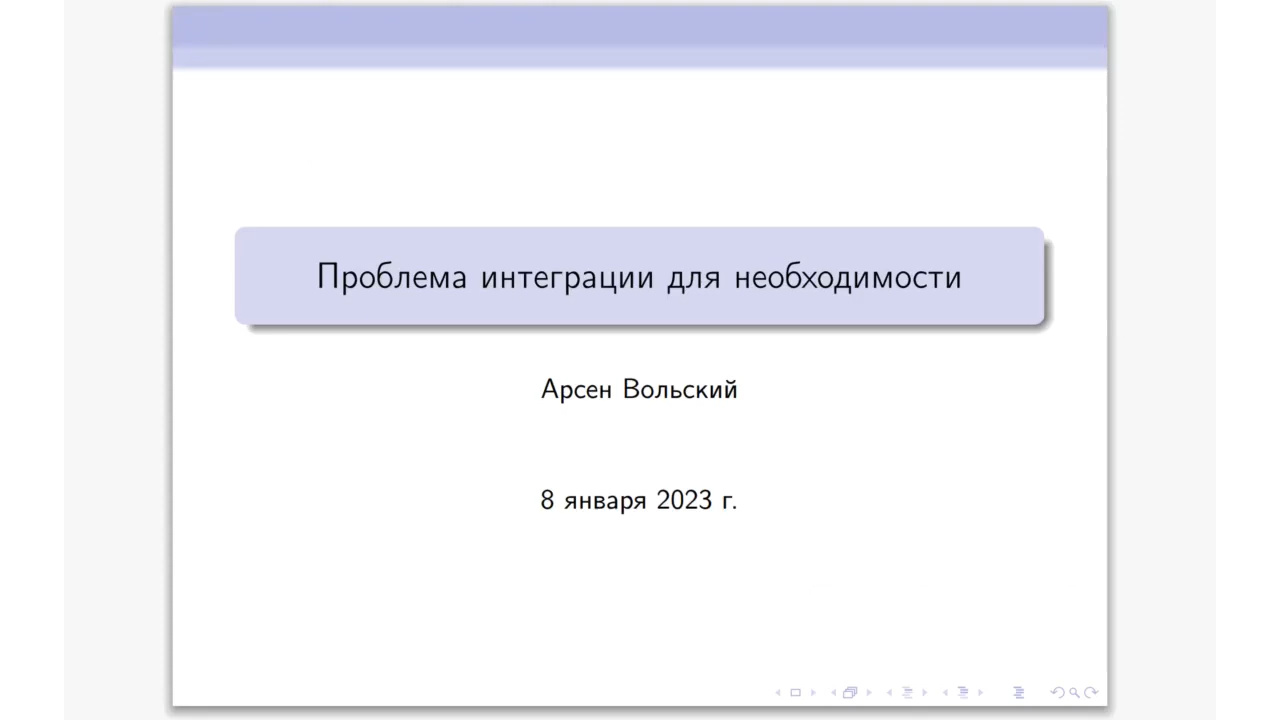 Проблема интеграции для необходимости
Арсен Вольский
8 января 2023 г.